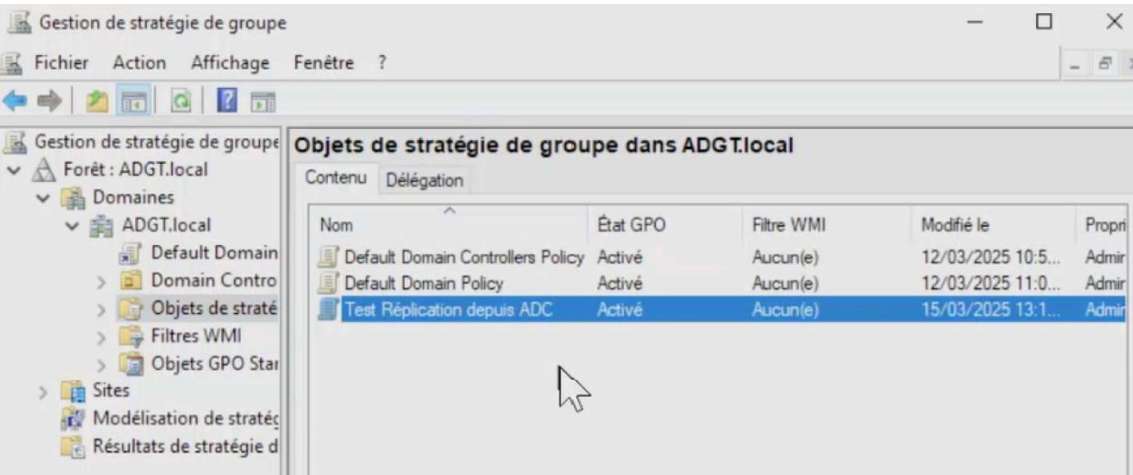 Gestion de stratégie de groupe
Fichier Action Affichage Fenêtre ?
Gestion de stratégie de groupe
Forêt : ADGT.local
Domaines
ADGT.local
Default Domain
Domain Contro
Objets de straté
Filtres WMI
Objets GPO Star
Sites
Modélisation de stratég
Résultats de stratégie d
Objets de stratégie de groupe dans ADGT.local
Contenu Délégation
Nom État GPO Filtre WMI Modifié le Propri
Default Domain Controllers Policy Activé Aucun(e) 12/03/2025 10:5... Admir
Default Domain Policy Activé Aucun(e) 12/03/2025 11:0... Admir
Test Réplication depuis ADC Activé Aucun(e) 15/03/2025 13:1... Admir